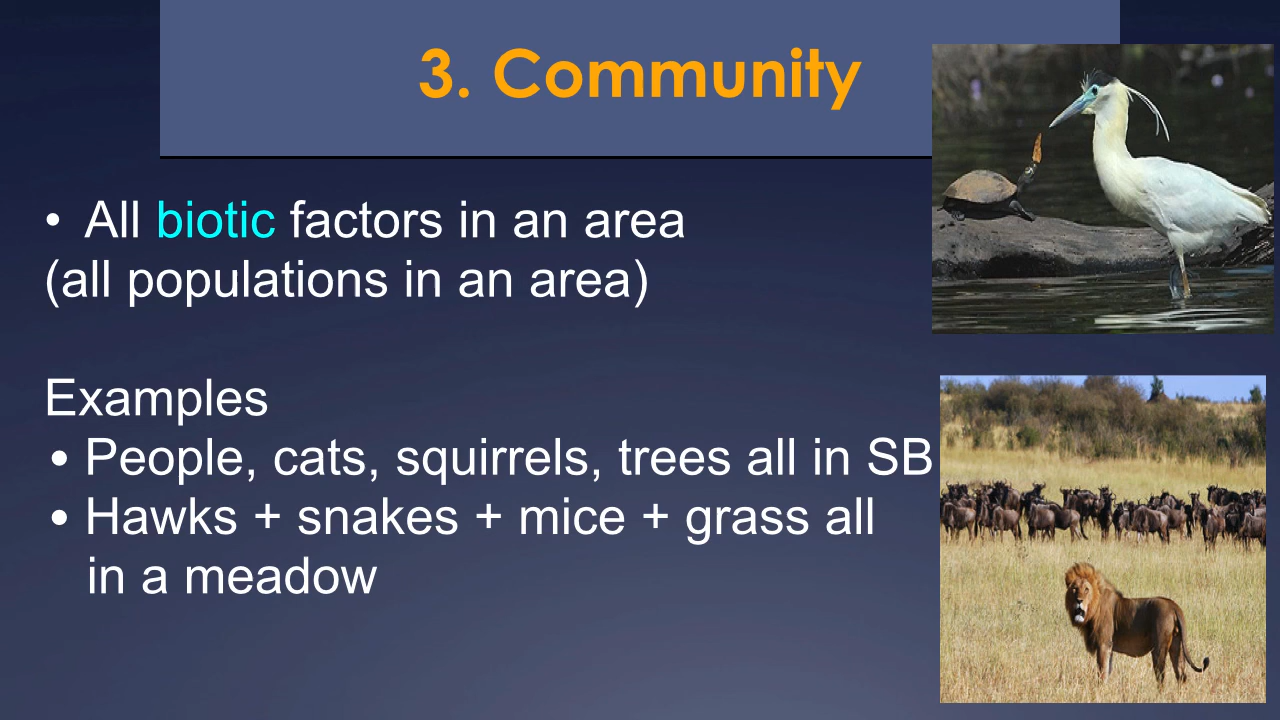 3. Community
• All biotic factors in an area
(all populations in an area)
Examples
• People, cats, squirrels, trees all in SB
• Hawks + snakes + mice + grass all
in a meadow